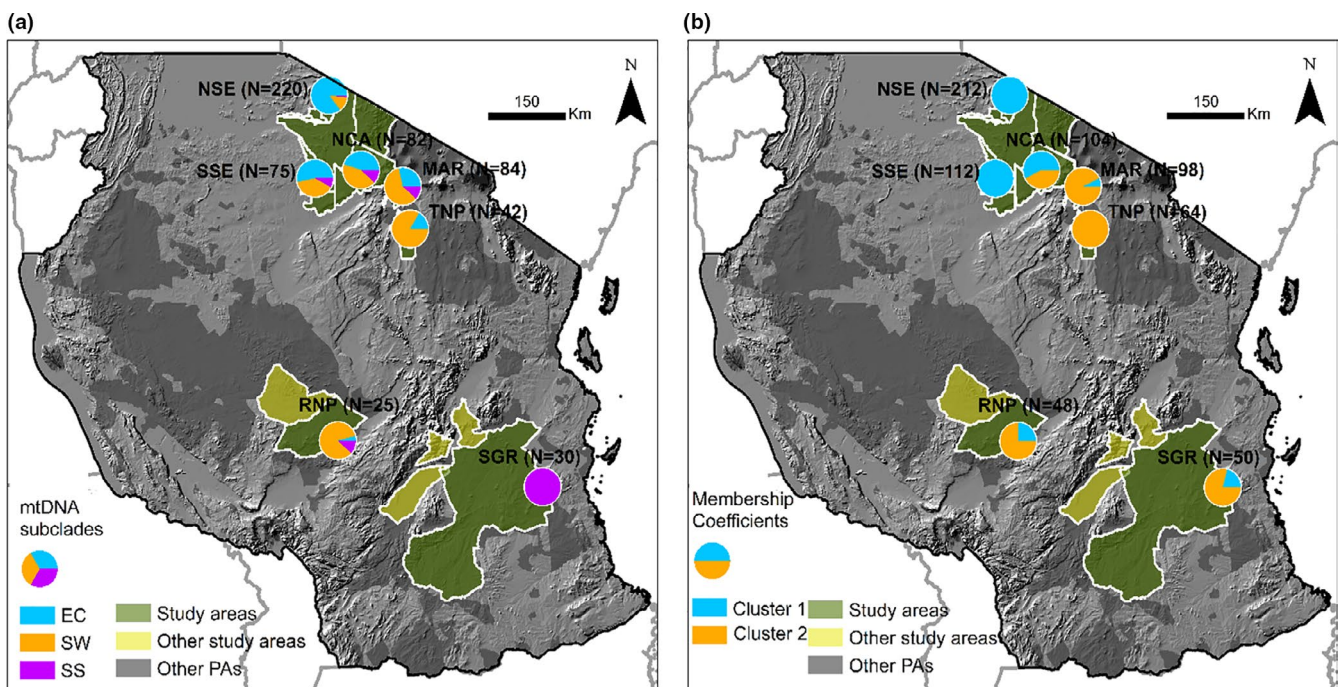 (a)
N
150
Km
NSE (N=220)
NCA (N=82)
SSE (N=75)
MAR (N=84)
TNP (N=42)
RNP (N=25)
SGR (N=30)
mtDNA
subclades
EC
SW
SS
Study areas
Other study areas
Other PAs
(b)
N
150
Km
NSE (N=212)
NCA (N=104)
SSE (N=112)
MAR (N=98)
TNP (N=64)
RNP (N=48)
SGR (N=50)
Membership
Coefficients
Cluster 1
Cluster 2
Study areas
Other study areas
Other PAs